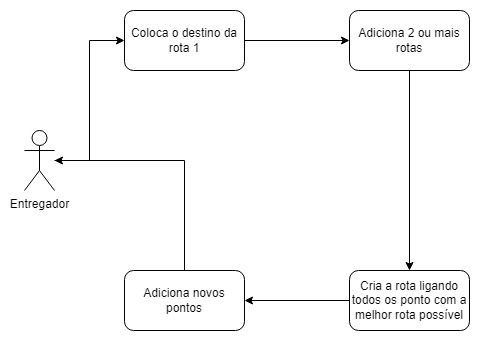 Coloca o destino da
rota 1
Adiciona 2 ou mais
rotas
Entregador
Adiciona novos
pontos
Cria a rota ligando
todos os ponto com a
melhor rota possível